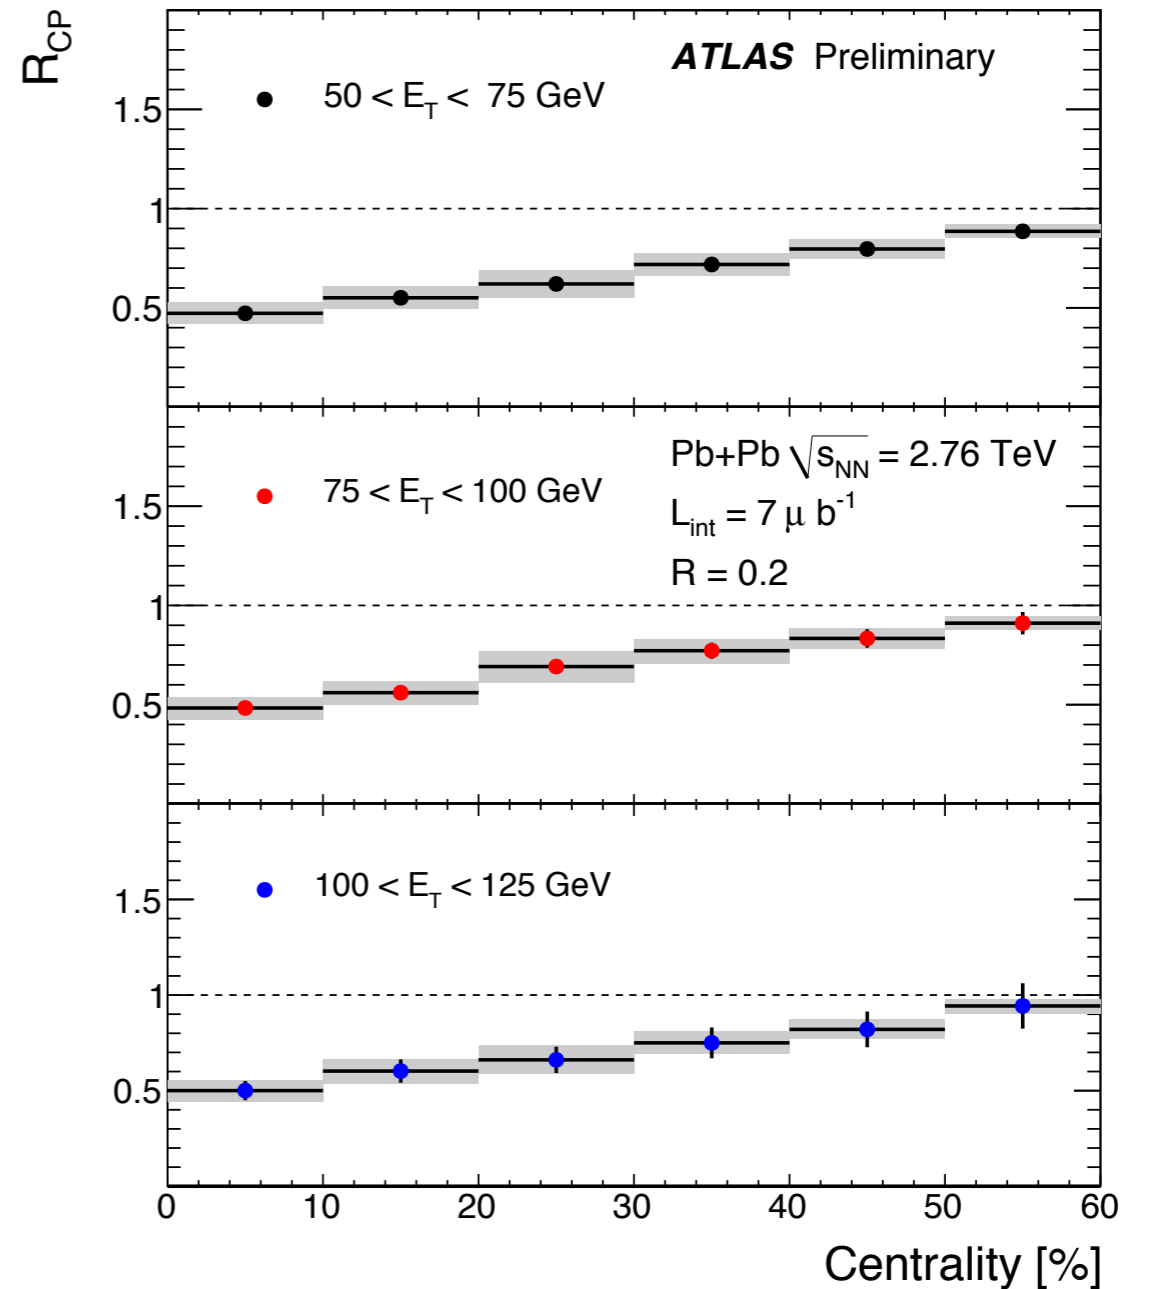 R_CP
ATLAS Preliminary
50 < E_T < 75 GeV
1.5
1
0.5
Pb+Pb √s_NN = 2.76 TeV
75 < E_T < 100 GeV
1.5
L_int = 7 μ b^-1
R = 0.2
1
0.5
100 < E_T < 125 GeV
1.5
1
0.5
0 10 20 30 40 50 60
Centrality [%]